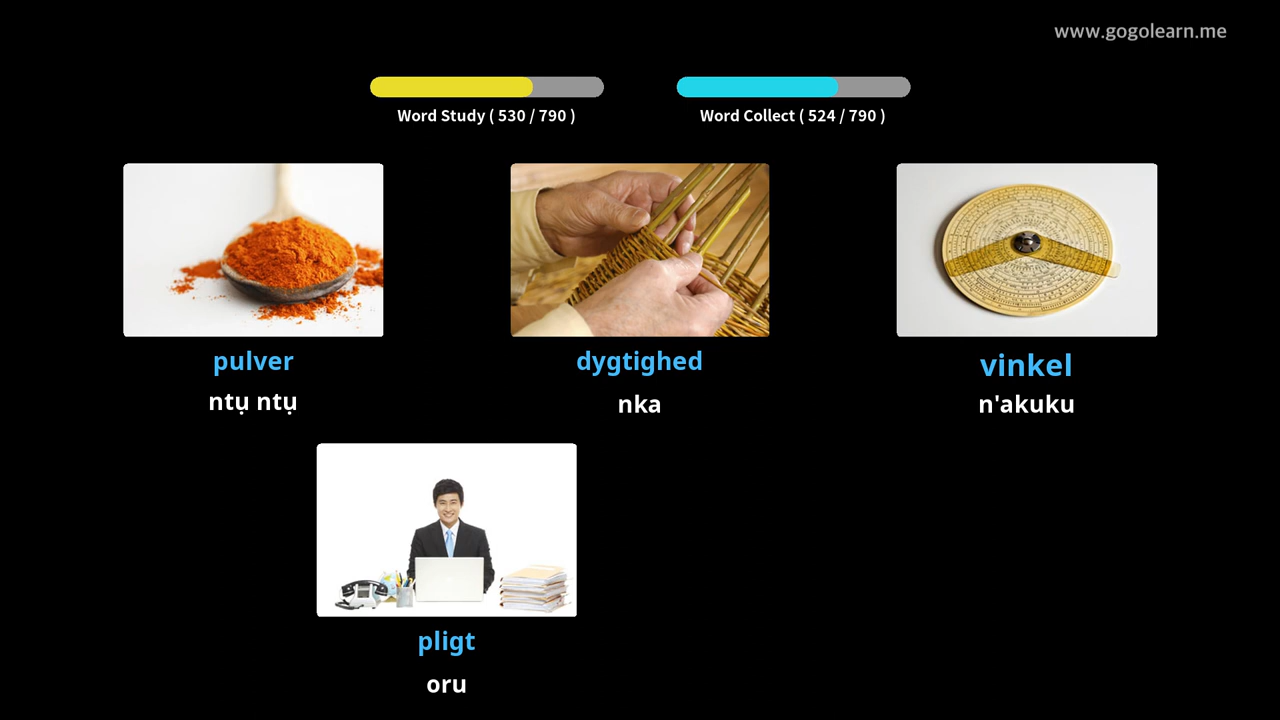 www.gogolearn.me
Word Study ( 530 / 790 )
Word Collect ( 524 / 790 )
pulver
ntụ ntụ
dygtighed
nka
vinkel
n'akuku
pligt
oru